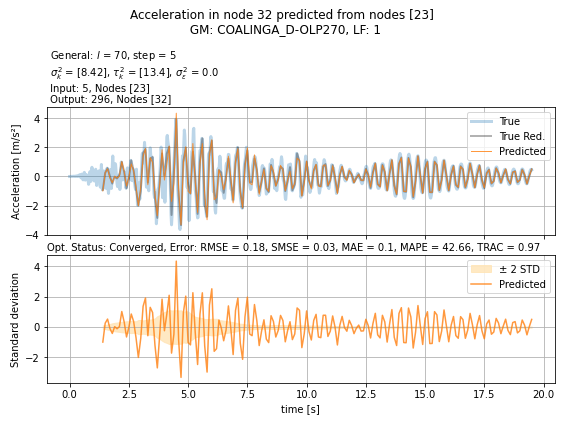 Acceleration in node 32 predicted from nodes [23]
GM: COALINGA_D-OLP270, LF: 1
General: l = 70, step = 5
σ²ₖ = [8.42], τ²ₖ = [13.4], σ²ε = 0.0
Input: 5, Nodes [23]
Output: 296, Nodes [32]
Acceleration [m/s²]
4
2
0
−2
−4
True
True Red.
Predicted
Opt. Status: Converged, Error: RMSE = 0.18, SMSE = 0.03, MAE = 0.1, MAPE = 42.66, TRAC = 0.97
Standard deviation
4
2
0
−2
± 2 STD
Predicted
0.0 2.5 5.0 7.5 10.0 12.5 15.0 17.5 20.0
time [s]